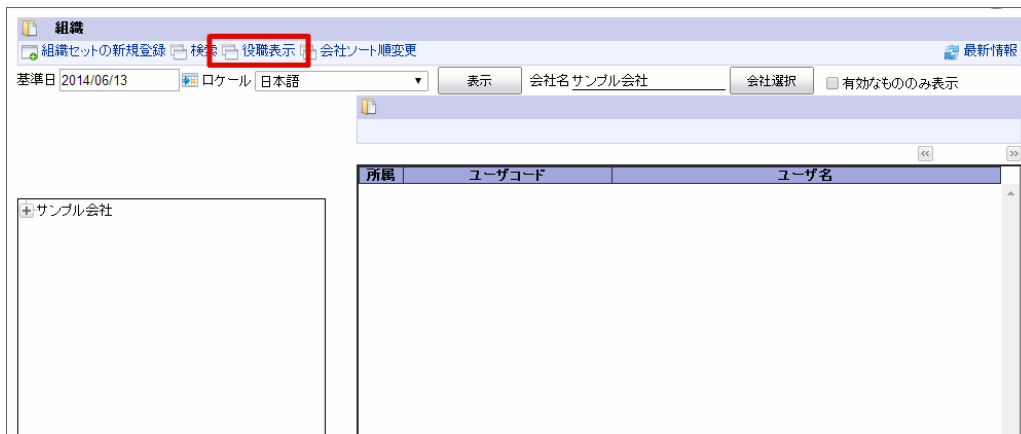 組織
組織セットの新規登録 検索 役職表示 会社ソート順変更 最新情報
基準日 2014/06/13 ロケール 日本語 表示 会社名 サンプル会社 会社選択 有効なもののみ表示
<< >>
所属 ユーザコード ユーザ名
サンプル会社